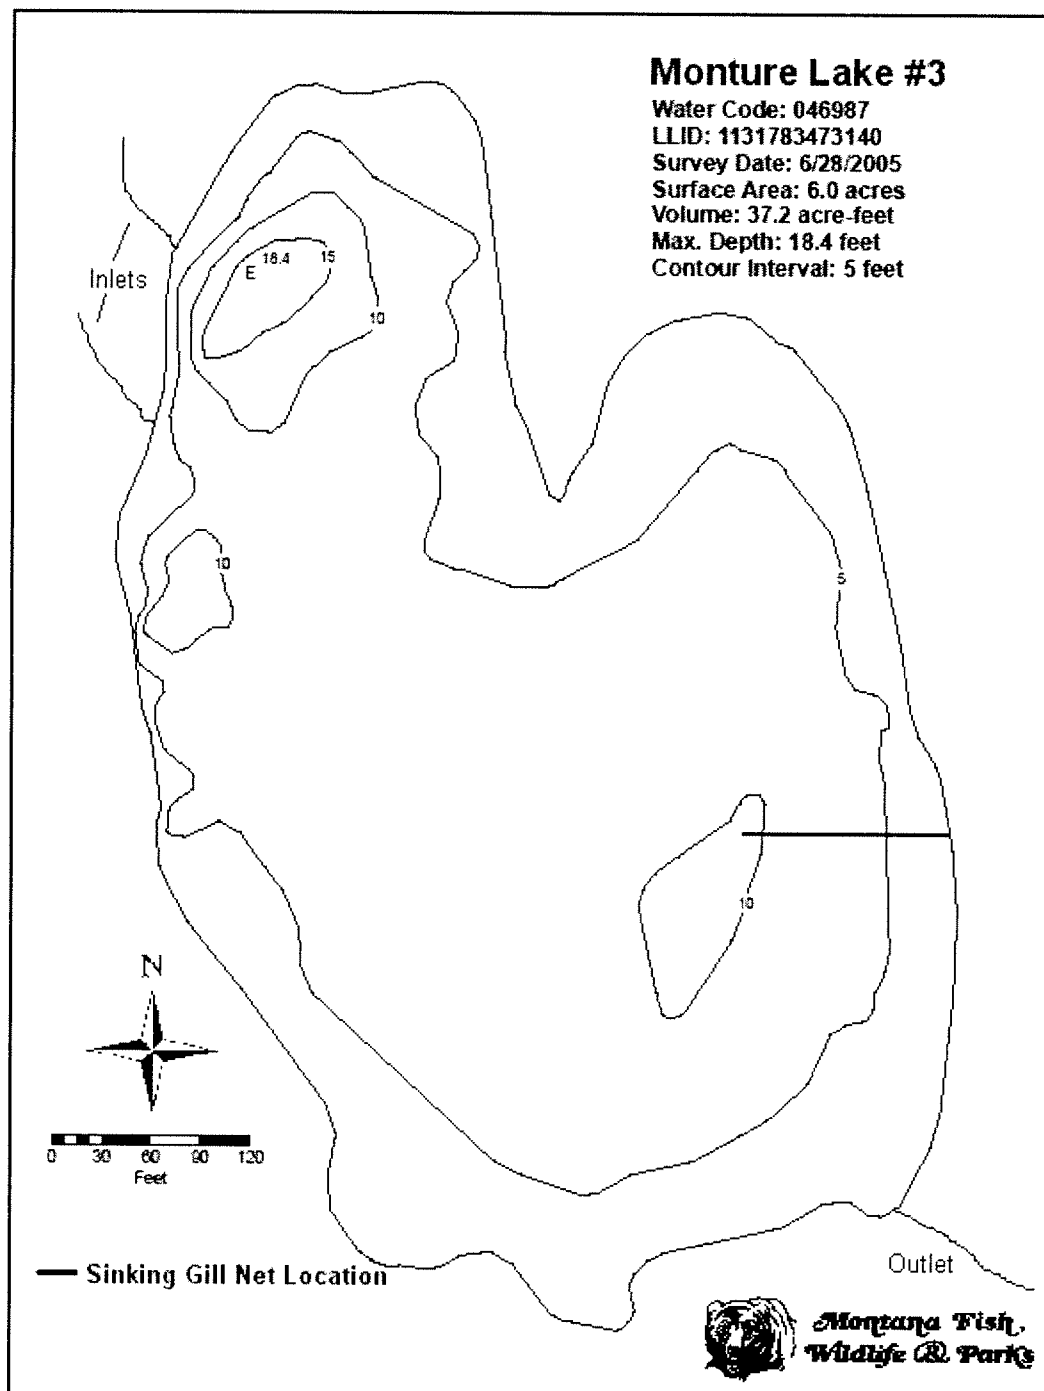 Monture Lake #3
Water Code: 046987
LLID: 1131783473140
Survey Date: 6/28/2005
Surface Area: 6.0 acres
Volume: 37.2 acre-feet
Max. Depth: 18.4 feet
Contour Interval: 5 feet
18.4
15
E
Inlets
10
10
5
10
N
0 30 60 90 120
Feet
Outlet
Sinking Gill Net Location
Montana Fish,
Wildlife & Parks